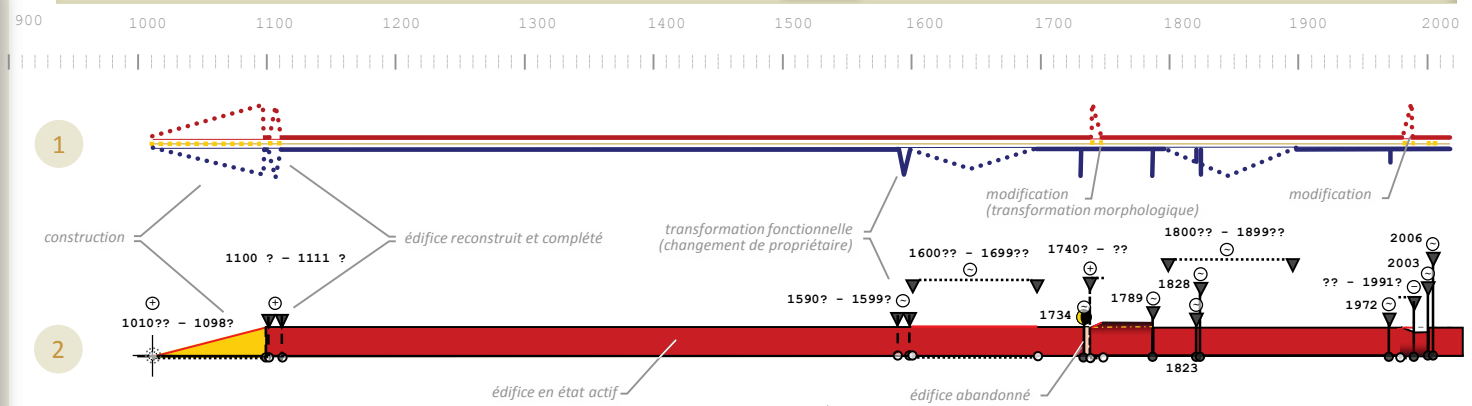 900 1000 1100 1200 1300 1400 1500 1600 1700 1800 1900 2000
1
modification
(transformation morphologique)
modification
construction
édifice reconstruit et complété
transformation fonctionnelle
(changement de propriétaire)
1800?? – 1899??
2006
1100 ? – 1111 ?
1600?? – 1699??
1740? – ??
2003
1828
?? – 1991?
1590? – 1599?
1789
1972
1010?? – 1098?
1734
2
1823
édifice en état actif
édifice abandonné